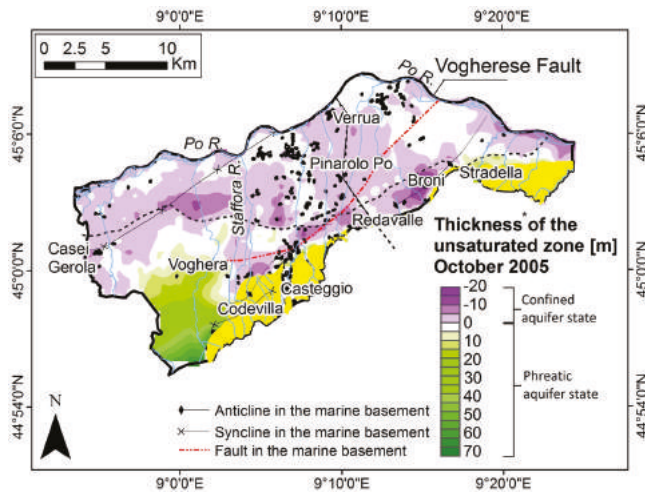 9°0'0"E 9°10'0"E 9°20'0"E
0 2.5 5 10
Km
Po R.
Vogherese Fault
45°6'0"N 45°6'0"N
Verrua
Po R.
Pinarolo Po
Staffora R.
Broni
Stradella
Redavalle
Casei
Gerola
Voghera
45°0'0"N 45°0'0"N
Casteggio
Codevilla
Thickness of the
unsaturated zone [m]
October 2005
-20
-10
0
10
20
30
40
50
60
70
Confined
aquifer state
Phreatic
aquifer state
N
44°54'0"N 44°54'0"N
Anticline in the marine basement
Syncline in the marine basement
Fault in the marine basement
9°0'0"E 9°10'0"E 9°20'0"E